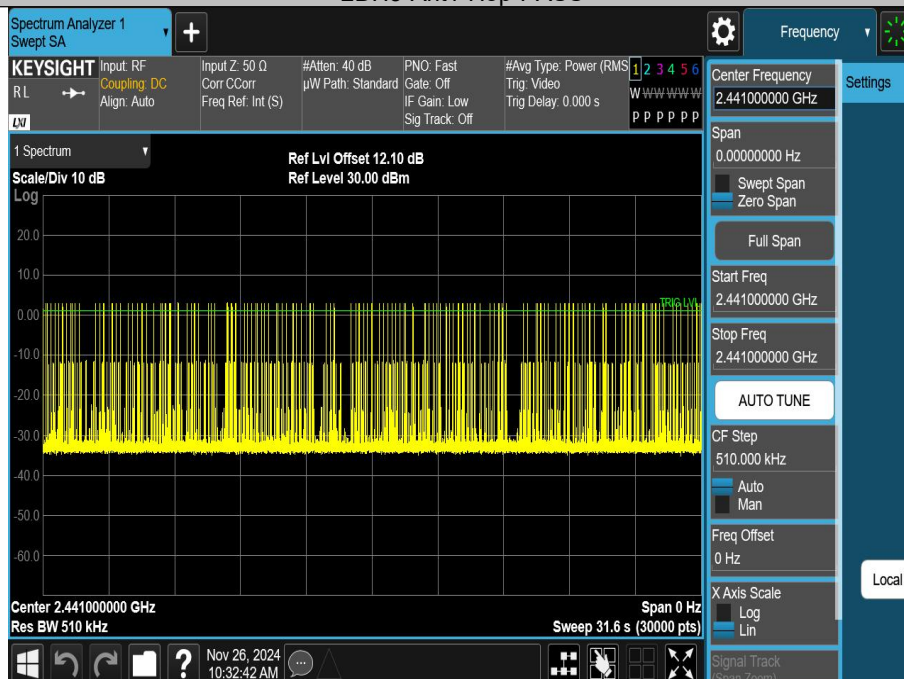 Spectrum Analyzer 1
Swept SA
+
Frequency
KEYSIGHT
R L
LXI
Input: RF
Coupling: DC
Align: Auto
Input Z: 50 Ω
Corr CCorr
Freq Ref: Int (S)
#Atten: 40 dB
µW Path: Standard
PNO: Fast
Gate: Off
IF Gain: Low
Sig Track: Off
#Avg Type: Power (RMS
Trig: Video
Trig Delay: 0.000 s
1 2 3 4 5 6
W W W W W W
P P P P P P
Center Frequency
2.441000000 GHz
Settings
Span
0.00000000 Hz
Swept Span
Zero Span
Full Span
Start Freq
2.441000000 GHz
Stop Freq
2.441000000 GHz
AUTO TUNE
CF Step
510.000 kHz
Auto
Man
Freq Offset
0 Hz
X Axis Scale
Log
Lin
Signal Track
(Span Zoom)
Local
1 Spectrum
Scale/Div 10 dB
Ref Lvl Offset 12.10 dB
Ref Level 30.00 dBm
Log
20.0
10.0
0.00
-10.0
-20.0
-30.0
-40.0
-50.0
-60.0
TRIG LVL
Center 2.441000000 GHz
Span 0 Hz
Res BW 510 kHz
Sweep 31.6 s (30000 pts)
?
Nov 26, 2024
10:32:42 AM